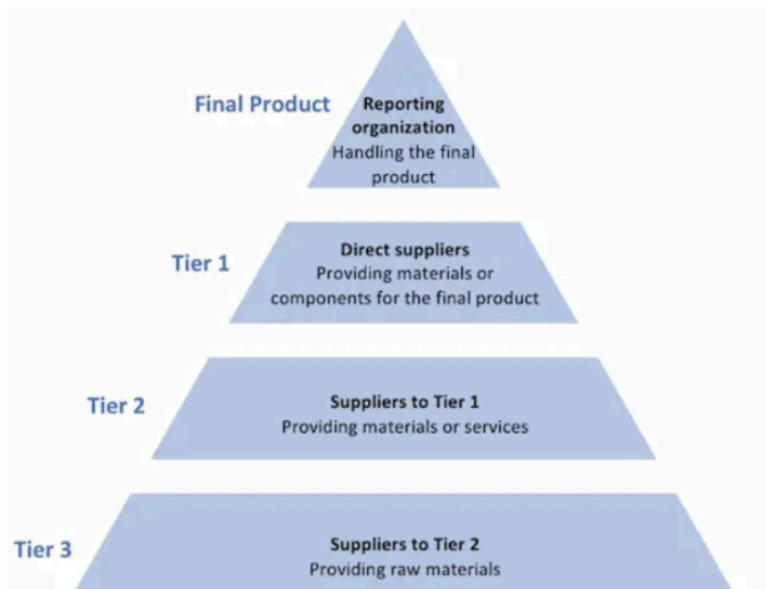 Final Product
Reporting
organization
Handling the final
product
Tier 1
Direct suppliers
Providing materials or
components for the final product
Tier 2
Suppliers to Tier 1
Providing materials or services
Tier 3
Suppliers to Tier 2
Providing raw materials